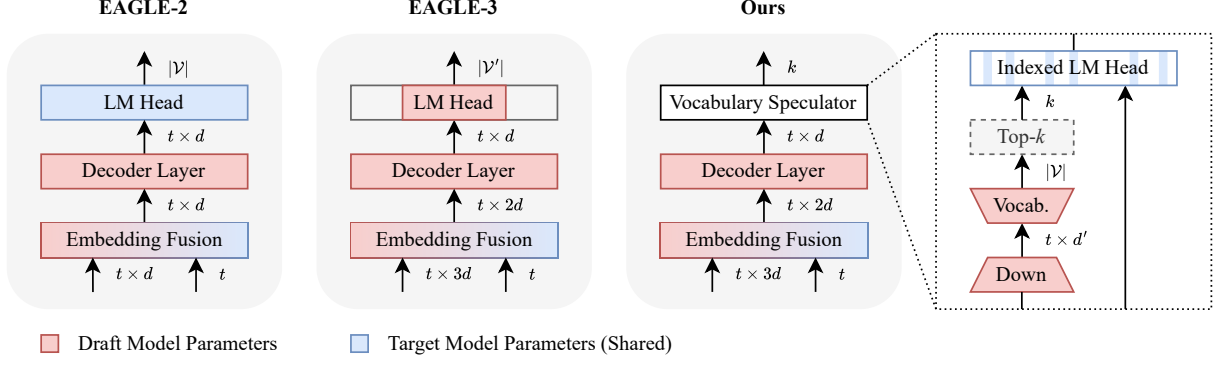 EAGLE-2
|𝒱|
LM Head
t × d
Decoder Layer
t × d
Embedding Fusion
t × d
t
EAGLE-3
|𝒱′|
LM Head
t × d
Decoder Layer
t × 2d
Embedding Fusion
t × 3d
t
Ours
k
Vocabulary Speculator
t × d
Decoder Layer
t × 2d
Embedding Fusion
t × 3d
t
Indexed LM Head
k
Top-k
|𝒱|
Vocab.
t × d′
Down
Draft Model Parameters
Target Model Parameters (Shared)